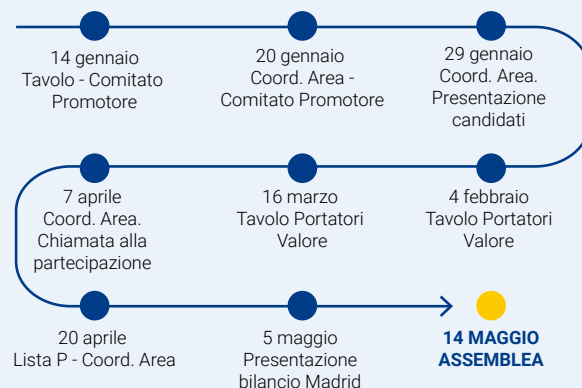 14 gennaio
Tavolo - Comitato
Promotore
20 gennaio
Coord. Area -
Comitato Promotore
29 gennaio
Coord. Area.
Presentazione
candidati
4 febbraio
Tavolo Portatori
Valore
16 marzo
Tavolo Portatori
Valore
7 aprile
Coord. Area.
Chiamata alla
partecipazione
20 aprile
Lista P - Coord. Area
5 maggio
Presentazione
bilancio Madrid
14 MAGGIO
ASSEMBLEA